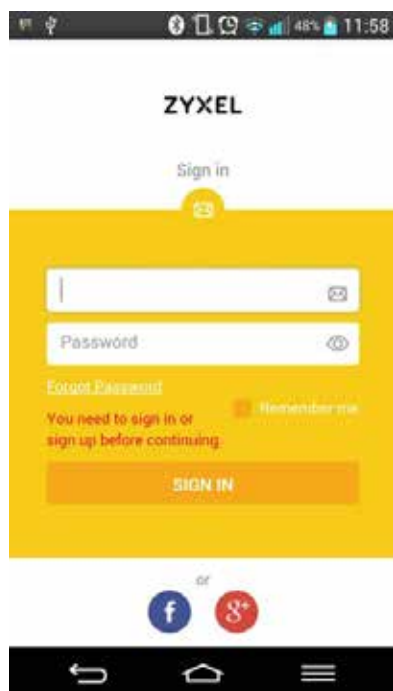 48% 11:58
ZYXEL
Sign in
Password
Forgot Password
Remember me
You need to sign in or
sign up before continuing.
SIGN IN
or
f
g+